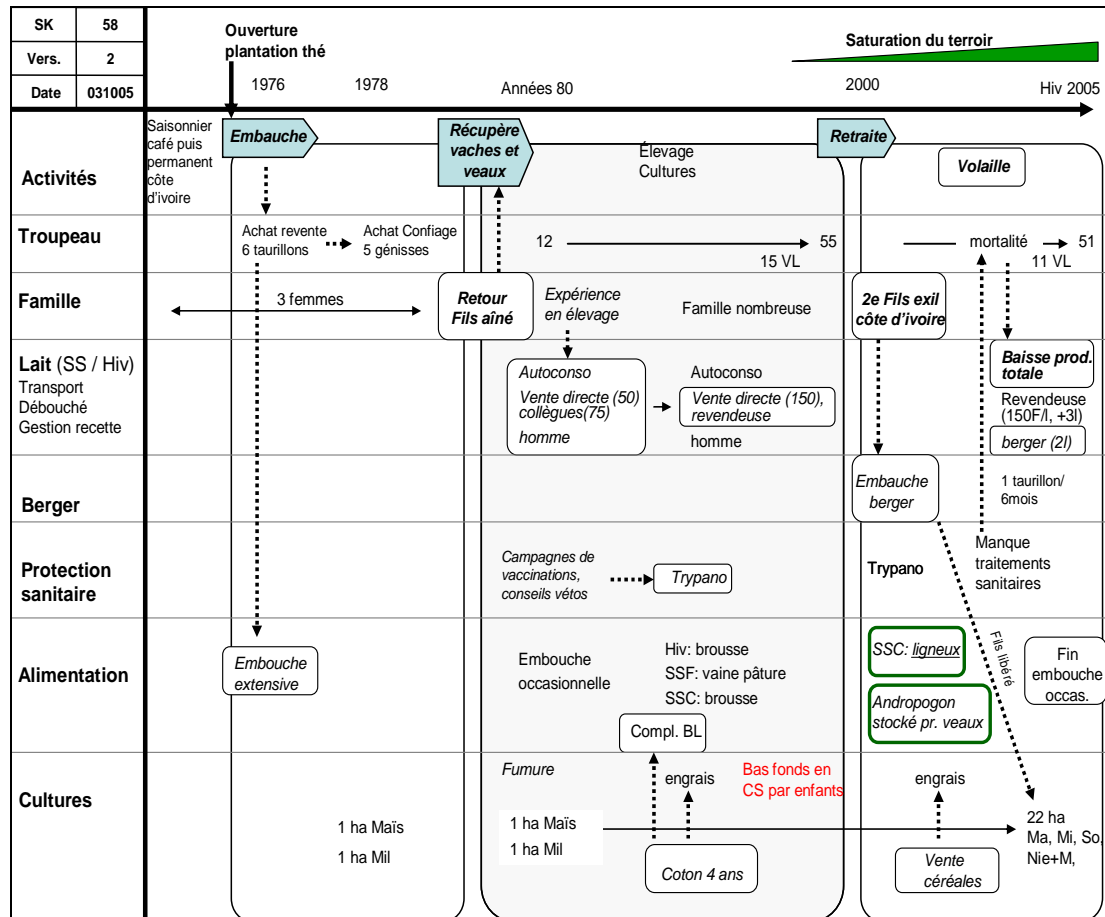 SK 58
Vers. 2
Date 031005
Ouverture
plantation thé
Saturation du terroir
1976
1978
Années 80
2000
Hiv 2005
Activités
Saisonnier
café puis
permanent
côte
d'ivoire
Embauche
Récupère
vaches et
veaux
Élevage
Cultures
Retraite
Volaille
Troupeau
Achat revente
6 taurillons
Achat Confiage
5 génisses
12
55
15 VL
mortalité
51
11 VL
Famille
3 femmes
Retour
Fils aîné
Expérience
en élevage
Famille nombreuse
2e Fils exil
côte d'ivoire
Lait (SS / Hiv)
Transport
Débouché
Gestion recette
Autoconso
Vente directe (50)
collègues(75)
homme
Autoconso
Vente directe (150),
revendeuse
homme
Baisse prod.
totale
Revendeuse
(150F/l, +3l)
berger (2l)
Berger
Embauche
berger
1 taurillon/
6mois
Protection
sanitaire
Campagnes de
vaccinations,
conseils vétos
Trypano
Trypano
Manque
traitements
sanitaires
Alimentation
Embouche
extensive
Embouche
occasionnelle
Hiv: brousse
SSF: vaine pâture
SSC: brousse
Compl. BL
SSC: ligneux
Andropogon
stocké pr. veaux
Fils libéré
Fin
embouche
occas.
Cultures
1 ha Maïs
1 ha Mil
Fumure
1 ha Maïs
1 ha Mil
engrais
Coton 4 ans
Bas fonds en
CS par enfants
engrais
Vente
céréales
22 ha
Ma, Mi, So,
Nie+M,